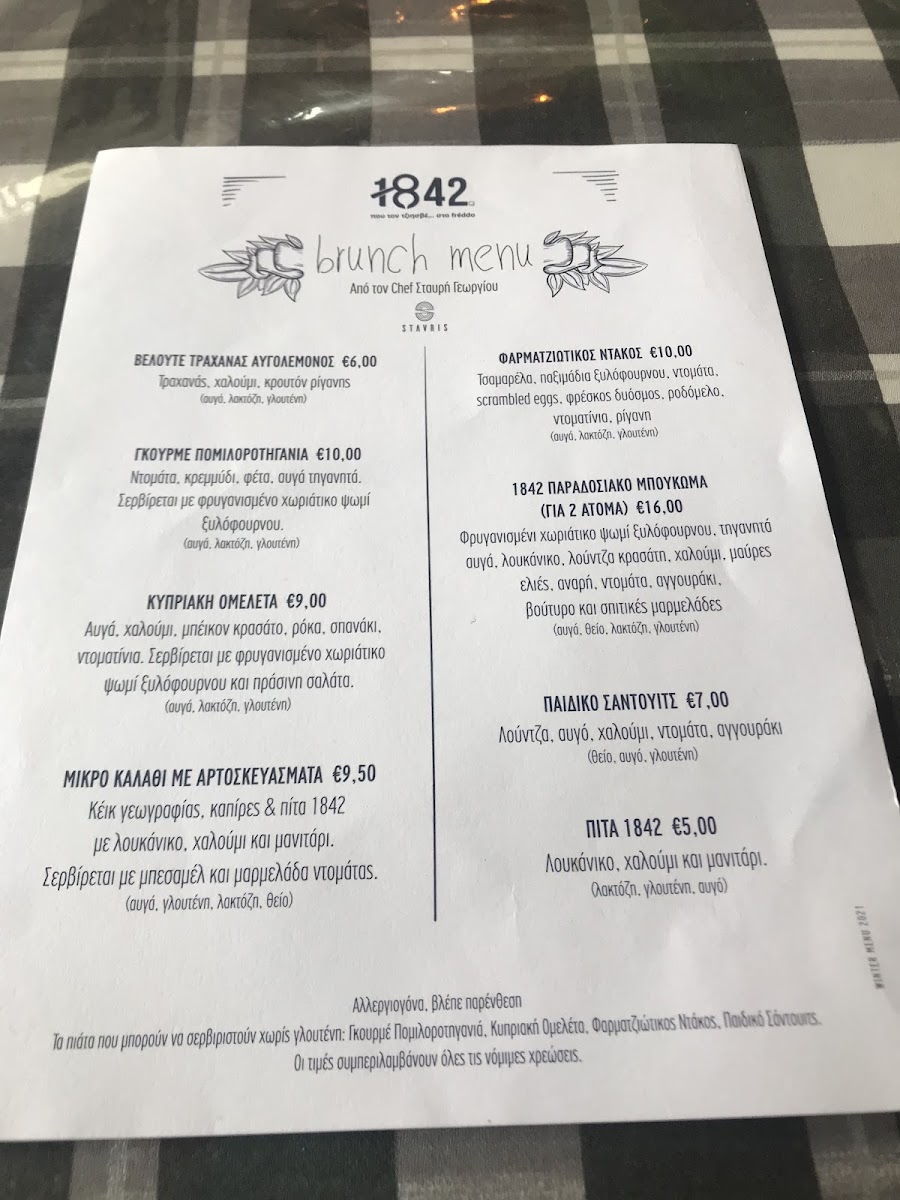 1842
που τον τζιησβέ... στο freddo
brunch menu
Από τον Chef Σταυρή Γεωργίου
STAVRIS
ΒΕΛΟΥΤΕ ΤΡΑΧΑΝΑΣ ΑΥΓΟΛΕΜΟΝΟΣ €6,00
Τραχανάς, χαλούμι, κρουτόν ρίγανης
(αυγά, λακτόζη, γλουτένη)
ΓΚΟΥΡΜΕ ΠΟΜΙΛΟΡΟΤΗΓΑΝΙΑ €10,00
Ντομάτα, κρεμμύδι, φέτα, αυγά τηγανητά.
Σερβίρεται με φρυγανισμένο χωριάτικο ψωμί
ξυλόφουρνου.
(αυγά, λακτόζη, γλουτένη)
ΚΥΠΡΙΑΚΗ ΟΜΕΛΕΤΑ €9,00
Αυγά, χαλούμι, μπέικον κρασάτο, ρόκα, σπανάκι,
ντοματίνια. Σερβίρεται με φρυγανισμένο χωριάτικο
ψωμί ξυλόφουρνου και πράσινη σαλάτα.
(αυγά, λακτόζη, γλουτένη)
ΜΙΚΡΟ ΚΑΛΑΘΙ ΜΕ ΑΡΤΟΣΚΕΥΑΣΜΑΤΑ €9,50
Κέικ γεωγραφίας, καπίρες & πίτα 1842
με λουκάνικο, χαλούμι και μανιτάρι.
Σερβίρεται με μπεσαμέλ και μαρμελάδα ντομάτας.
(αυγά, γλουτένη, λακτόζη, θείο)
ΦΑΡΜΑΤΖΙΩΤΙΚΟΣ ΝΤΑΚΟΣ €10,00
Τσαμαρέλα, παξιμάδια ξυλόφουρνου, ντομάτα,
scrambled eggs, φρέσκος δυόσμος, ροδόμελο,
ντοματίνια, ρίγανη
(αυγά, λακτόζη, γλουτένη)
1842 ΠΑΡΑΔΟΣΙΑΚΟ ΜΠΟΥΚΩΜΑ
(ΓΙΑ 2 ΑΤΟΜΑ) €16,00
Φρυγανισμένι χωριάτικο ψωμί ξυλόφουρνου, τηγανητά
αυγά, λουκάνικο, λούντζα κρασάτη, χαλούμι, μαύρες
ελιές, αναρή, ντομάτα, αγγουράκι,
βούτυρο και σπιτικές μαρμελάδες
(αυγό, θείο, λακτόζη, γλουτένη)
ΠΑΙΔΙΚΟ ΣΑΝΤΟΥΙΤΣ €7,00
Λούντζα, αυγό, χαλούμι, ντομάτα, αγγουράκι
(θείο, αυγό, γλουτένη)
ΠΙΤΑ 1842 €5,00
Λουκάνικο, χαλούμι και μανιτάρι.
(λακτόζη, γλουτένη, αυγό)
WINTER MENU 2021
Αλλεργιογόνα, βλέπε παρένθεση
Τα πιάτα που μπορούν να σερβιριστούν χωρίς γλουτένη: Γκουρμέ Πομιλοροτηγανιά, Κυπριακή Ομελέτα, Φαρματζιώτικος Ντάκος, Παιδικό Σάντουιτς.
Οι τιμές συμπεριλαμβάνουν όλες τις νόμιμες χρεώσεις.